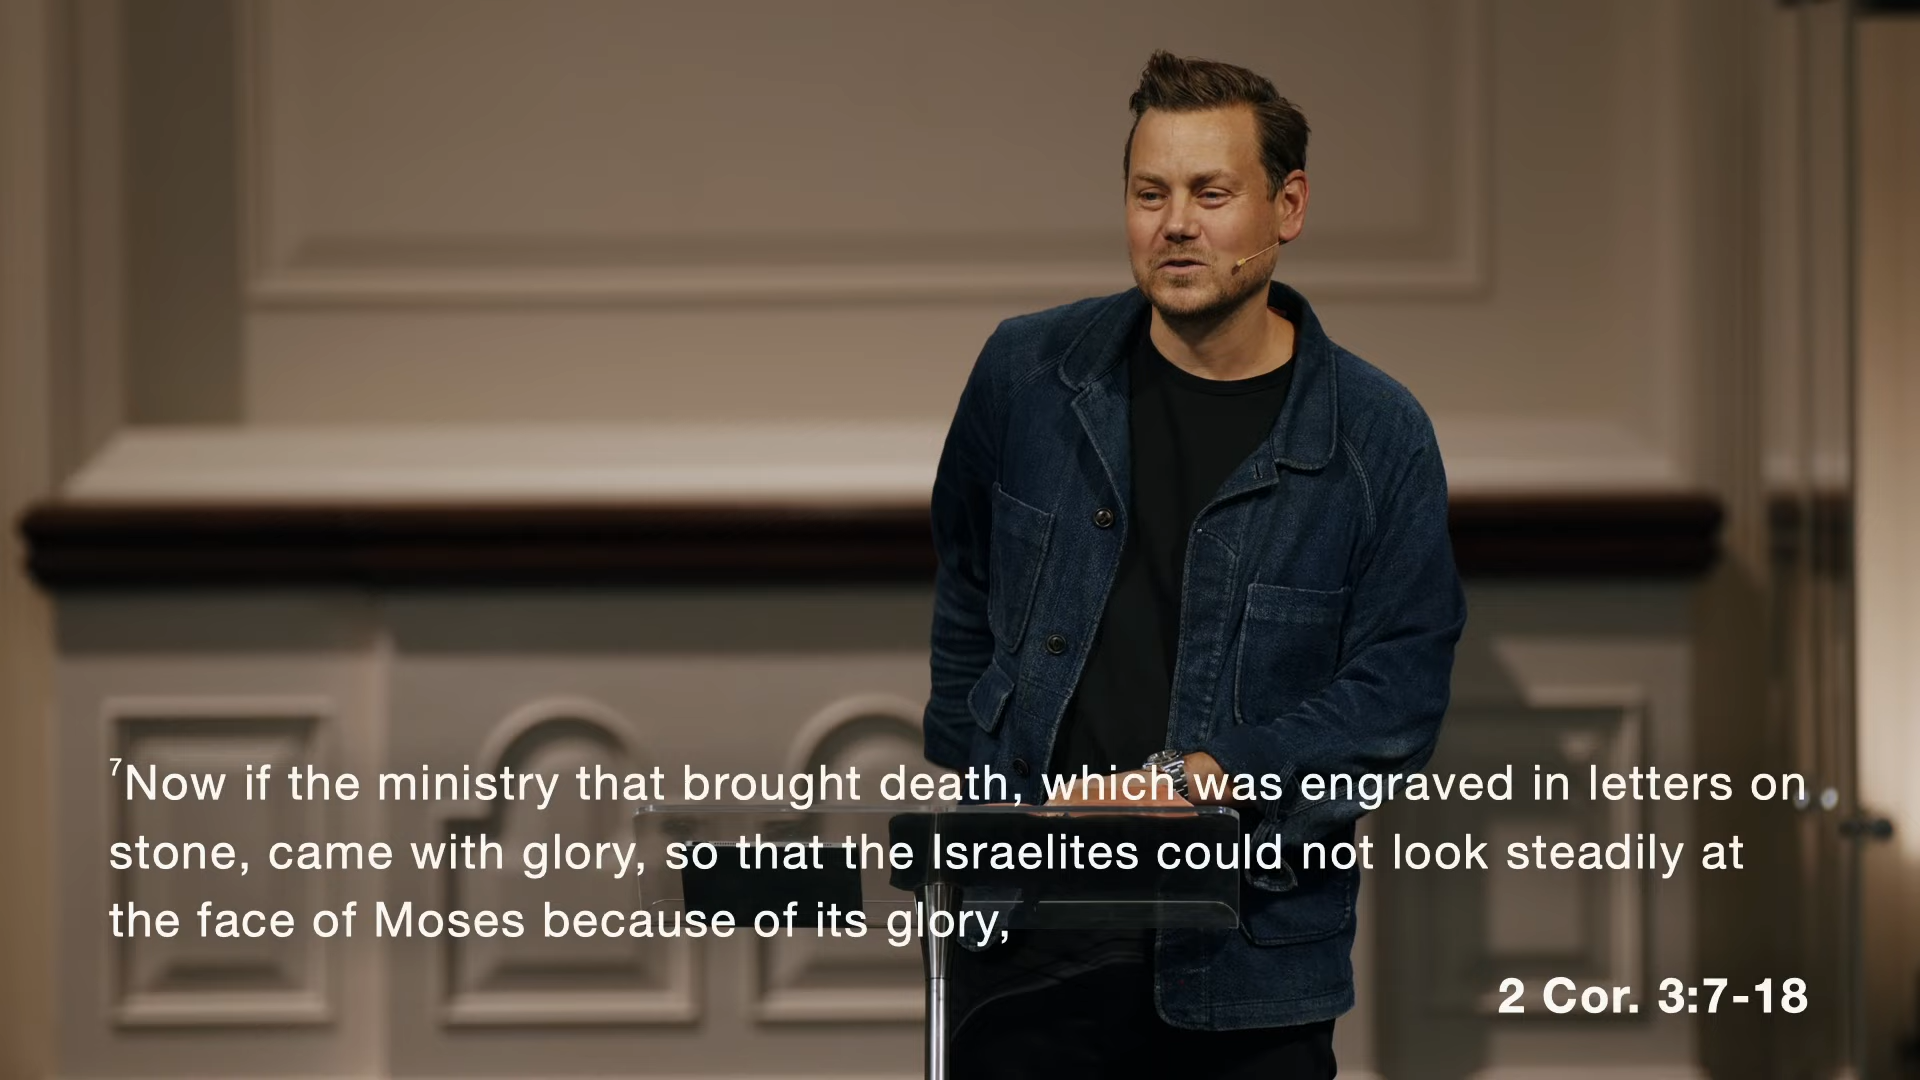 ⁷Now if the ministry that brought death, which was engraved in letters on
stone, came with glory, so that the Israelites could not look steadily at
the face of Moses because of its glory,
2 Cor. 3:7-18